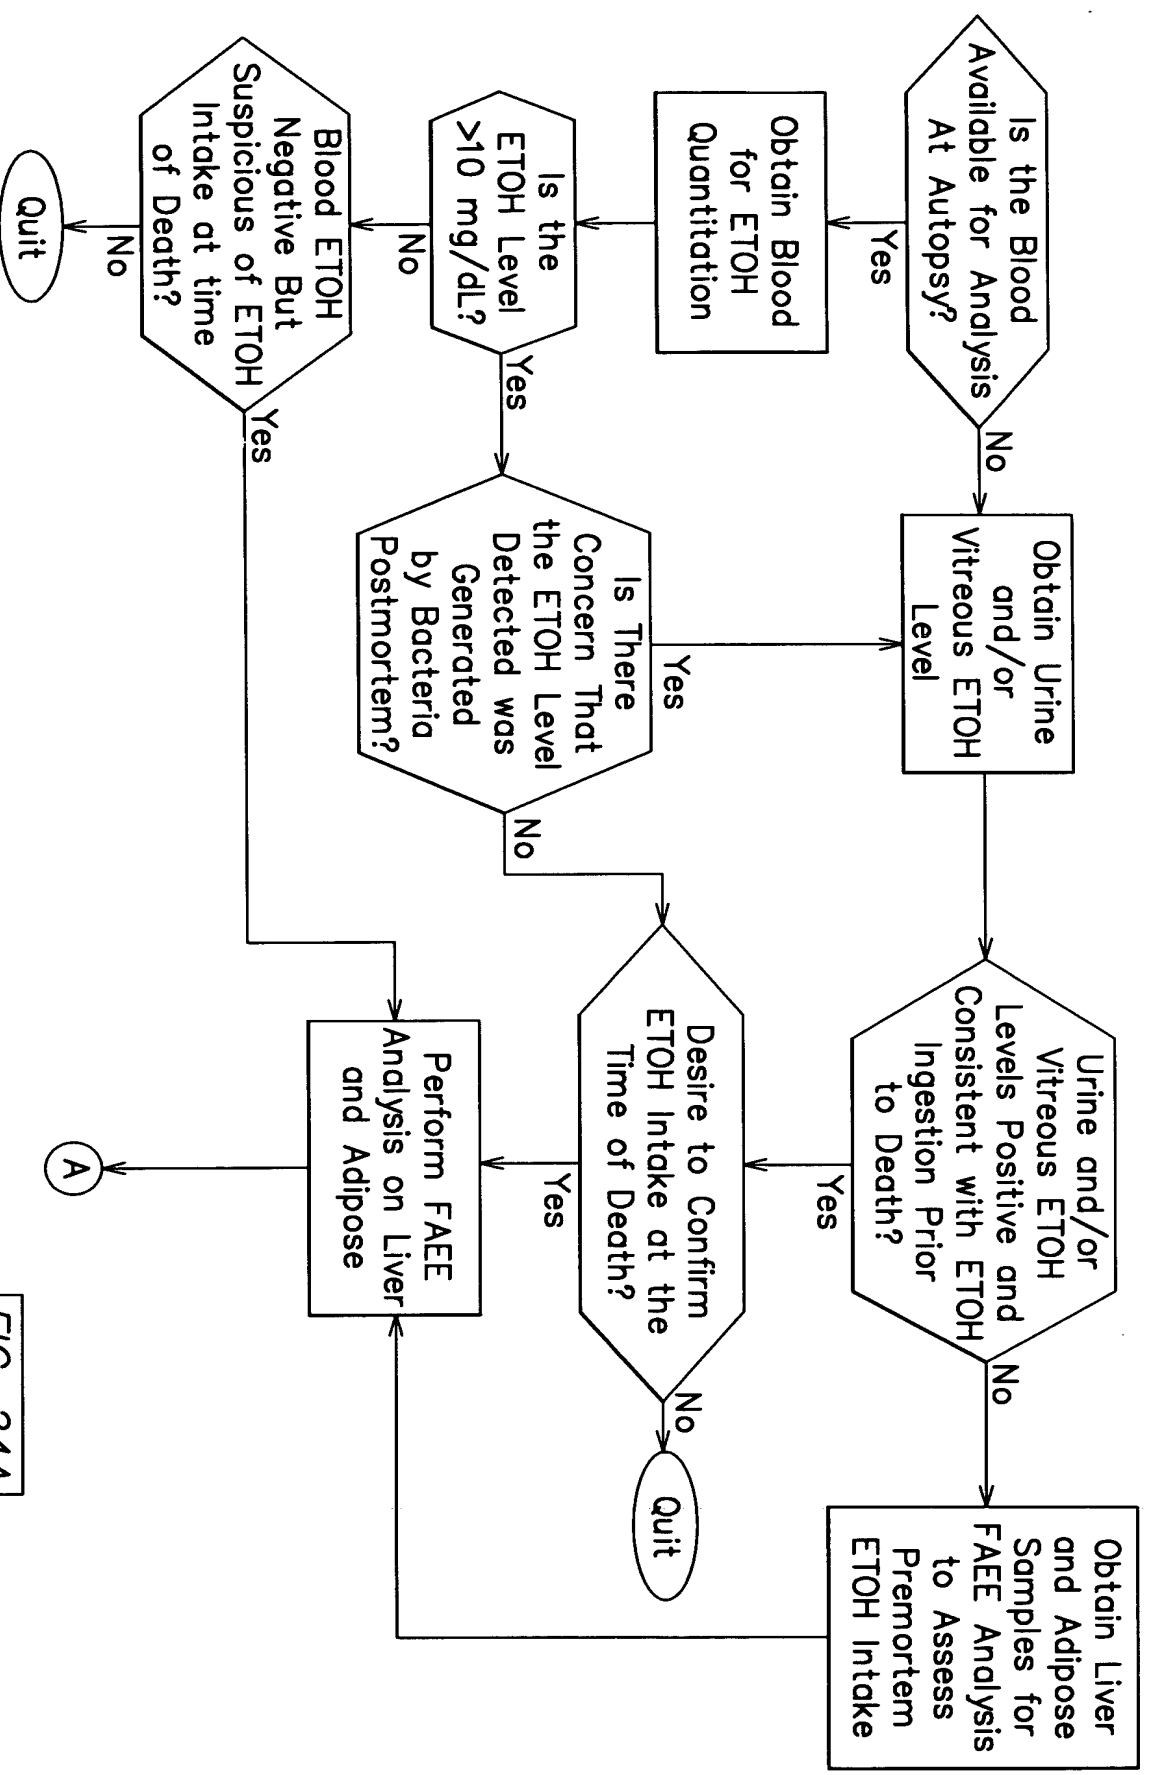 Is the Blood
Available for Analysis
At Autopsy?
No
Yes
Obtain Urine
and/or
Vitreous ETOH
Level
Urine and/or
Vitreous ETOH
Levels Positive and
Consistent with ETOH
Ingestion Prior
to Death?
No
Yes
Obtain Liver
and Adipose
Samples for
FAEE Analysis
to Assess
Premortem
ETOH Intake
Obtain Blood
for ETOH
Quantitation
Is the
ETOH Level
>10 mg/dL?
Yes
No
Is There
Concern That
the ETOH Level
Detected was
Generated
by Bacteria
Postmortem?
Yes
No
Desire to Confirm
ETOH Intake at the
Time of Death?
No
Yes
Quit
Blood ETOH
Negative But
Suspicious of ETOH
Intake at time
of Death?
Yes
No
Perform FAEE
Analysis on Liver
and Adipose
Quit
A
FIG. 24A